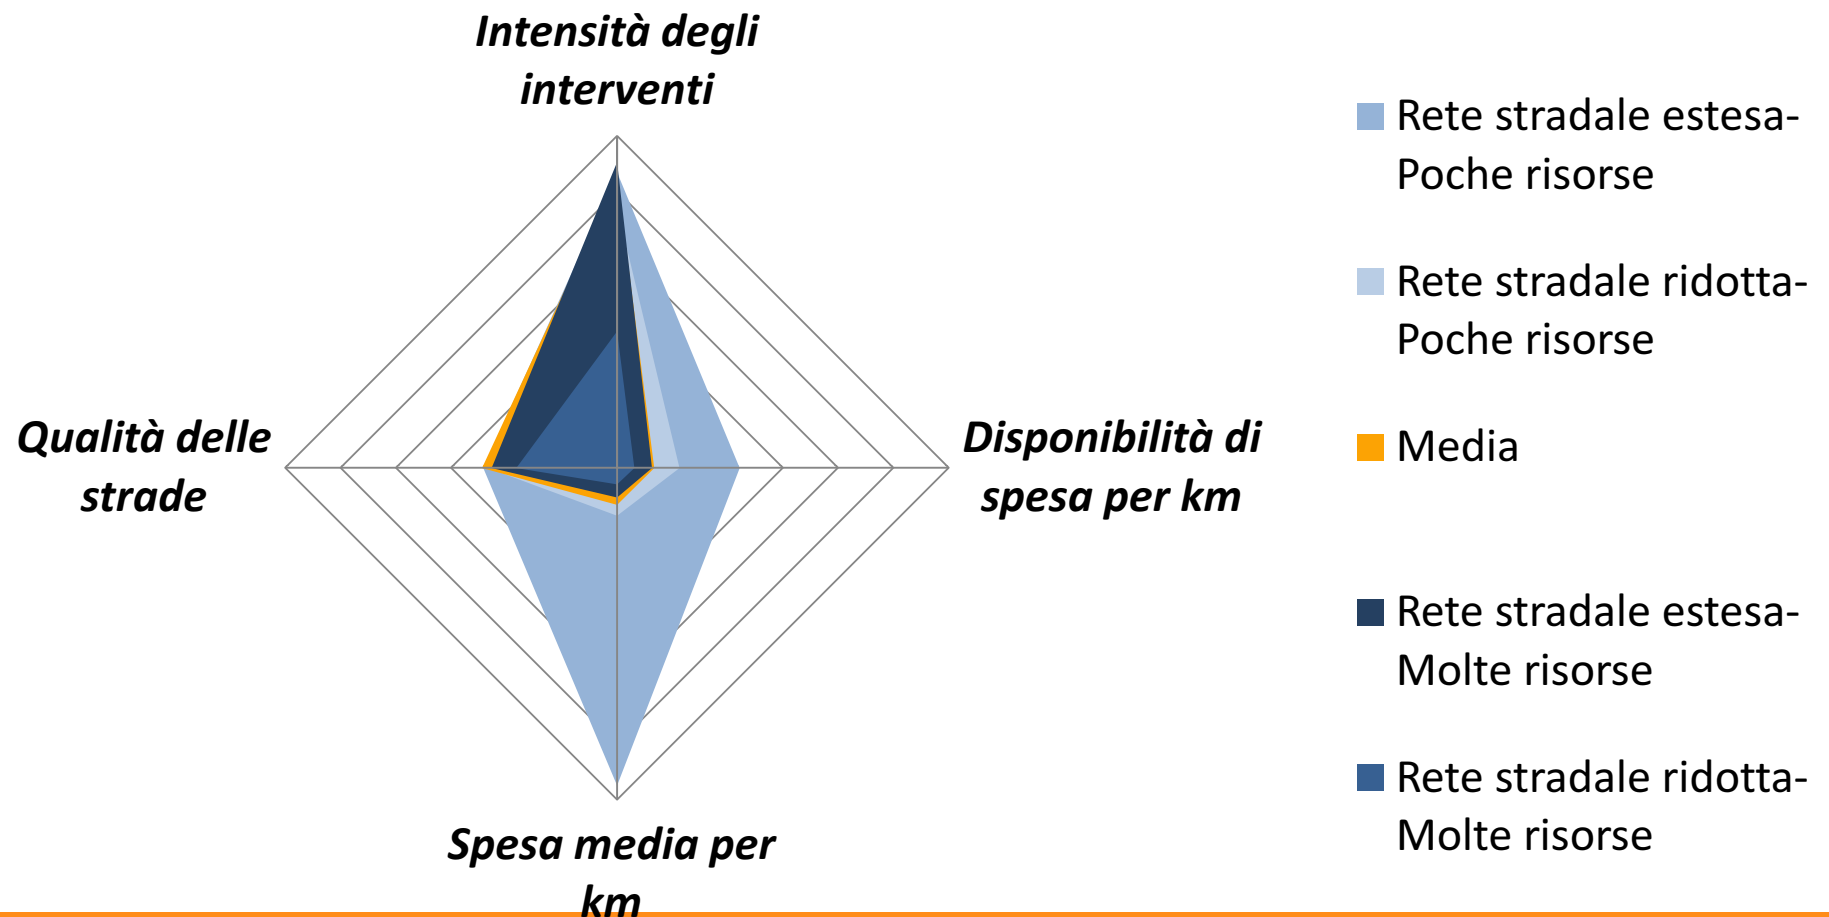 Intensità degli
interventi
Qualità delle
strade
Disponibilità di
spesa per km
Spesa media per
km
Rete stradale estesa-
Poche risorse
Rete stradale ridotta-
Poche risorse
Media
Rete stradale estesa-
Molte risorse
Rete stradale ridotta-
Molte risorse